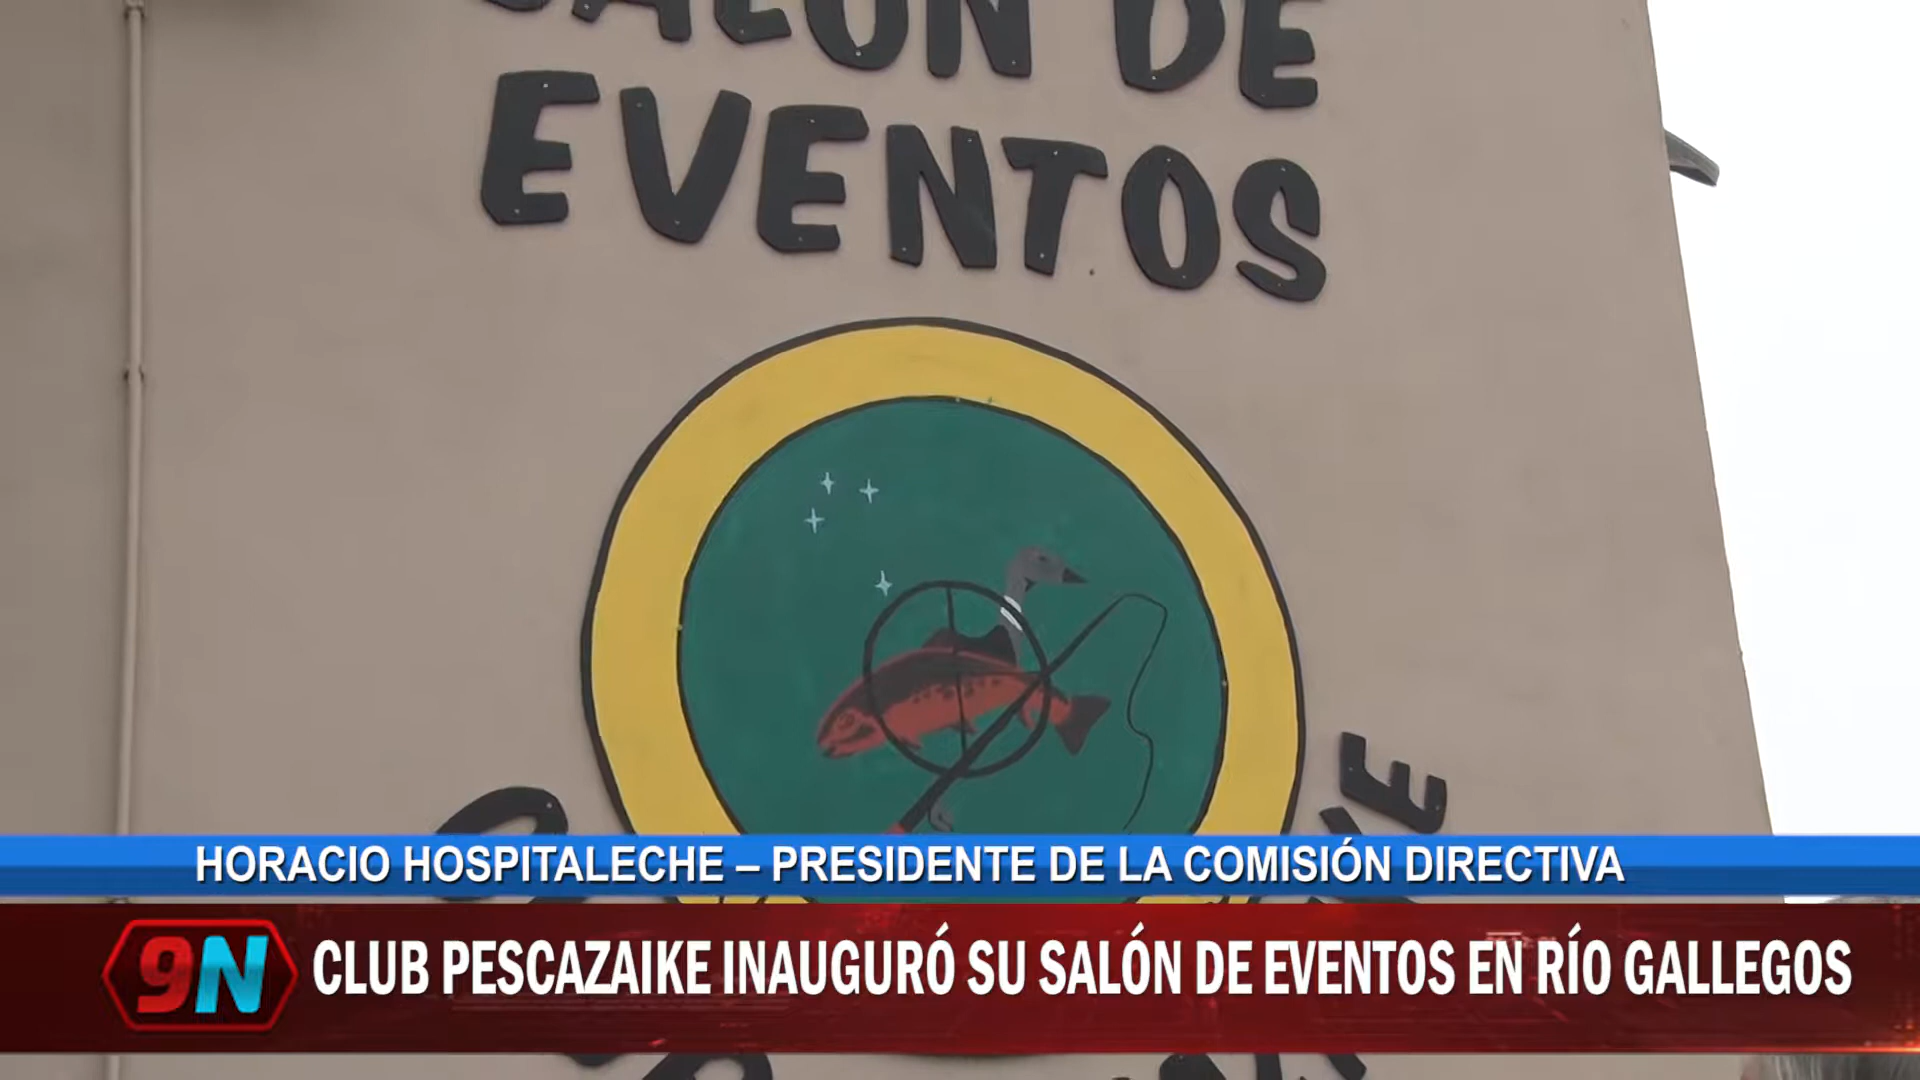 SALÓN DE
EVENTOS
HORACIO HOSPITALECHE – PRESIDENTE DE LA COMISIÓN DIRECTIVA
9N
CLUB PESCAZAIKE INAUGURÓ SU SALÓN DE EVENTOS EN RÍO GALLEGOS